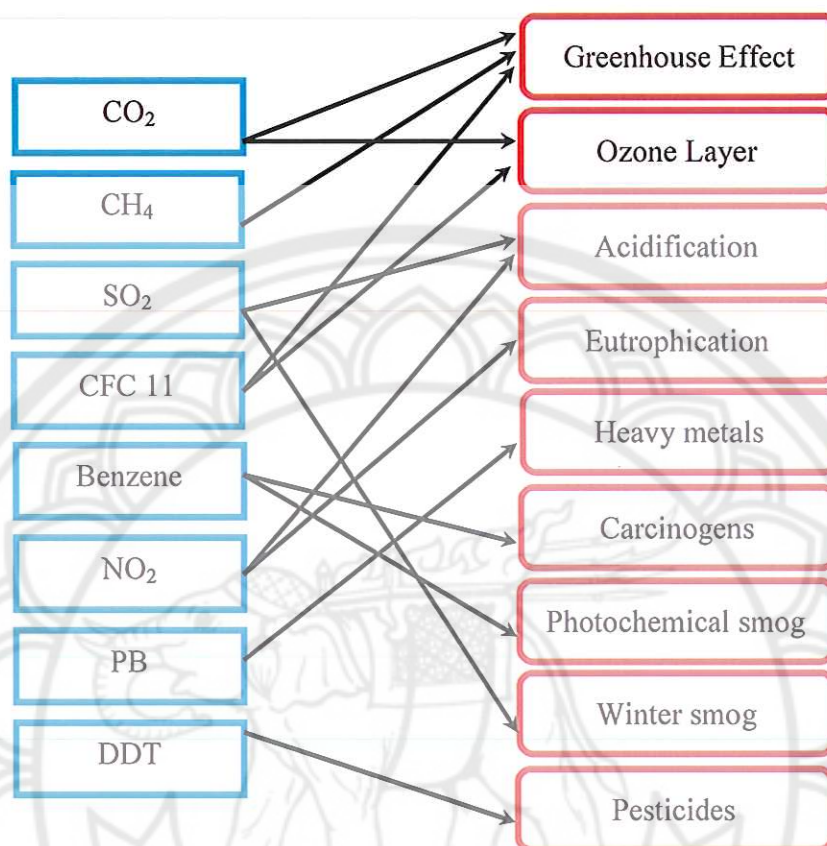 CO₂
CH₄
SO₂
CFC 11
Benzene
NO₂
PB
DDT
Greenhouse Effect
Ozone Layer
Acidification
Eutrophication
Heavy metals
Carcinogens
Photochemical smog
Winter smog
Pesticides